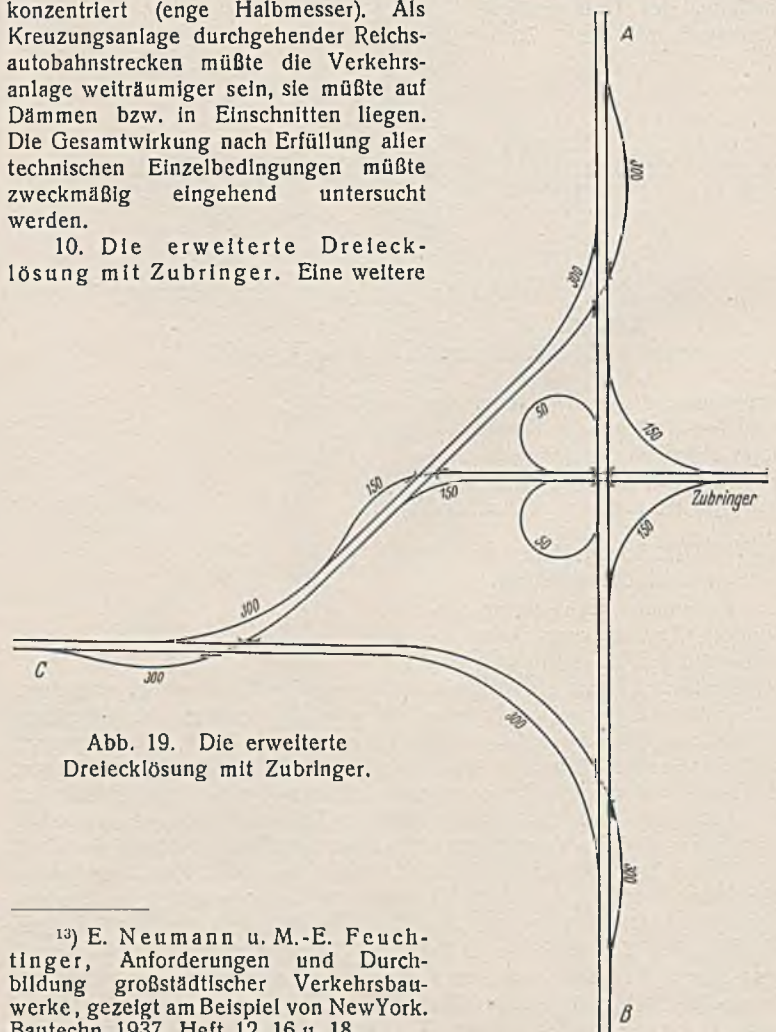 konzentriert (enge Halbmesser). Als
Kreuzungsanlage durchgehender Reichs-
autobahnstrecken müßte die Verkehrs-
anlage weiträumiger sein, sie müßte auf
Dämmen bzw. in Einschnitten liegen.
Die Gesamtwirkung nach Erfüllung aller
technischen Einzelbedingungen müßte
zweckmäßig eingehend untersucht
werden.
10. Die erweiterte Dreieck-
lösung mit Zubringer. Eine weitere
A
300
300
50
150
150
150
Zubringer
50
150
300
C
300
300
Abb. 19. Die erweiterte
Dreiecklösung mit Zubringer.
300
B
¹³) E. Neumann u. M.-E. Feuch-
tinger, Anforderungen und Durch-
bildung großstädtischer Verkehrsbau-
werke, gezeigt am Beispiel von New York.
Bautechn. 1937, Heft 12, 16 u. 18.